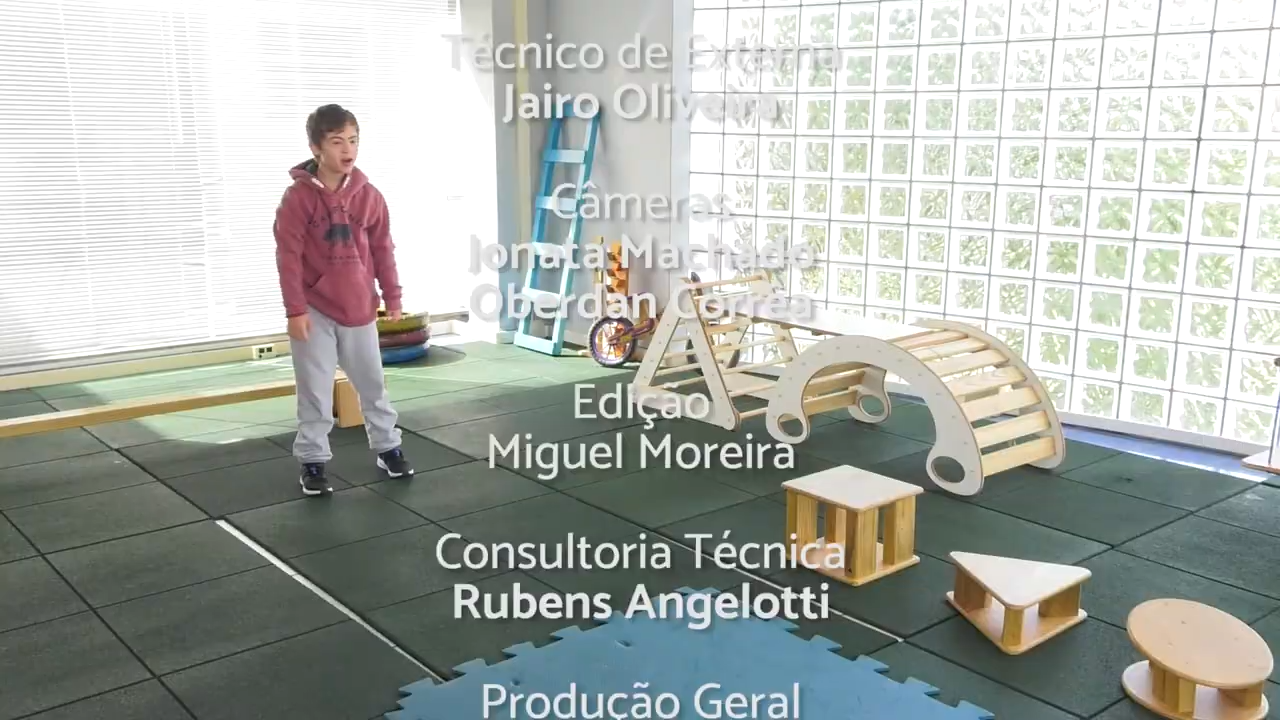 Técnico de Externa
Jairo Oliveira
Câmeras
Jonata Machado
Oberdan Corrêa
Edição
Miguel Moreira
Consultoria Técnica
Rubens Angelotti
Produção Geral